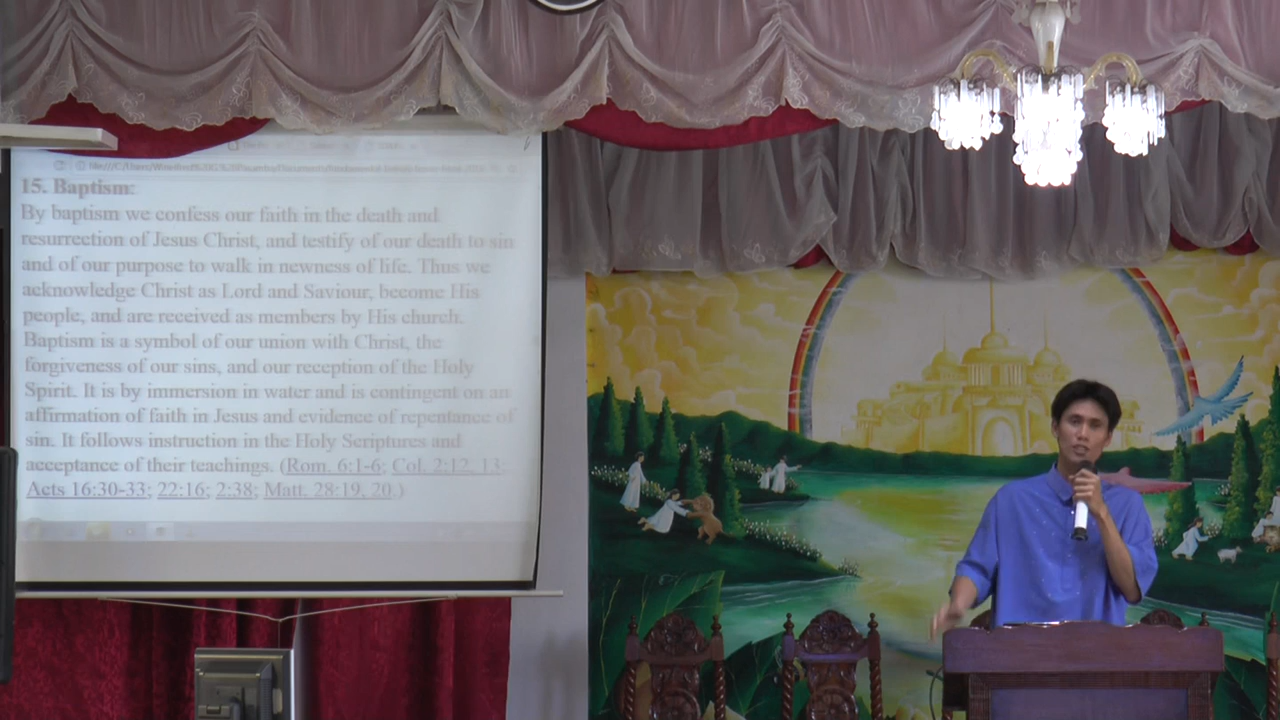 15. Baptism:
By baptism we confess our faith in the death and
resurrection of Jesus Christ, and testify of our death to sin
and of our purpose to walk in newness of life. Thus we
acknowledge Christ as Lord and Saviour, become His
people, and are received as members by His church.
Baptism is a symbol of our union with Christ, the
forgiveness of our sins, and our reception of the Holy
Spirit. It is by immersion in water and is contingent on an
affirmation of faith in Jesus and evidence of repentance of
sin. It follows instruction in the Holy Scriptures and
acceptance of their teachings. (Rom. 6:1-6; Col. 2:12, 13;
Acts 16:30-33; 22:16; 2:38; Matt. 28:19, 20.)